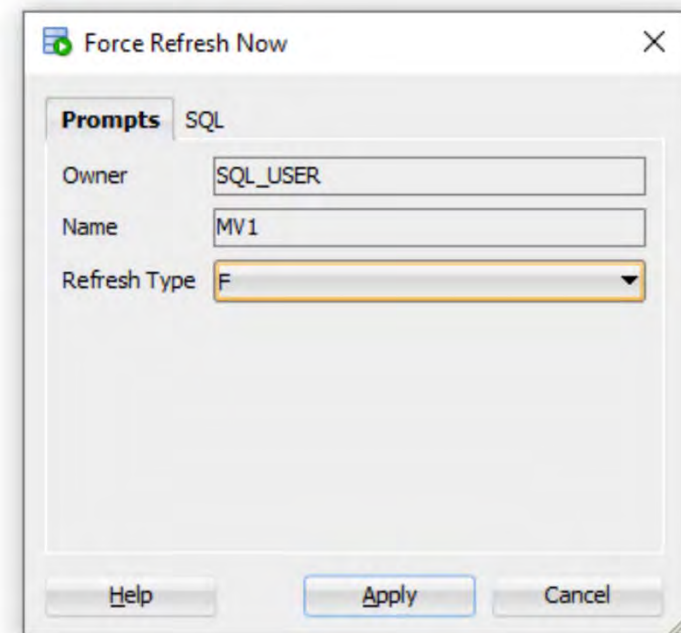 Force Refresh Now
Prompts SQL
Owner SQL_USER
Name MV1
Refresh Type F
Help Apply Cancel